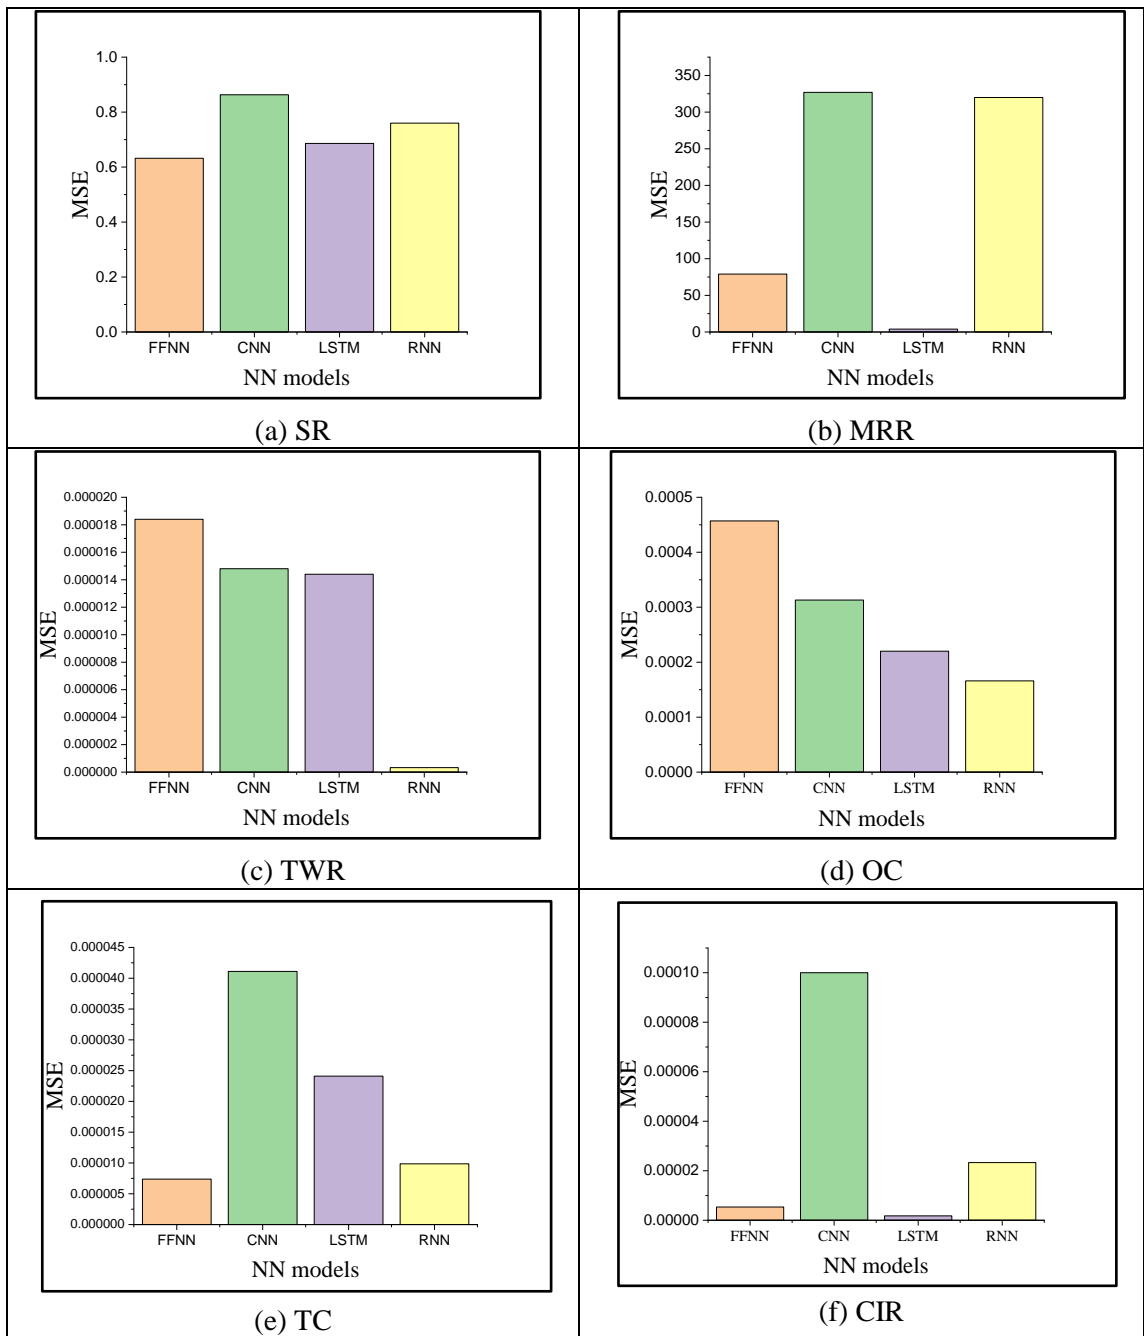 1.0
0.8
0.6
0.4
0.2
0.0
MSE
FFNN CNN LSTM RNN
NN models
(a) SR
350
300
250
200
150
100
50
0
MSE
FFNN CNN LSTM RNN
NN models
(b) MRR
0.000020
0.000018
0.000016
0.000014
0.000012
0.000010
0.000008
0.000006
0.000004
0.000002
0.000000
MSE
FFNN CNN LSTM RNN
NN models
(c) TWR
0.0005
0.0004
0.0003
0.0002
0.0001
0.0000
MSE
FFNN CNN LSTM RNN
NN models
(d) OC
0.000045
0.000040
0.000035
0.000030
0.000025
0.000020
0.000015
0.000010
0.000005
0.000000
MSE
FFNN CNN LSTM RNN
NN models
(e) TC
0.00010
0.00008
0.00006
0.00004
0.00002
0.00000
MSE
FFNN CNN LSTM RNN
NN models
(f) CIR